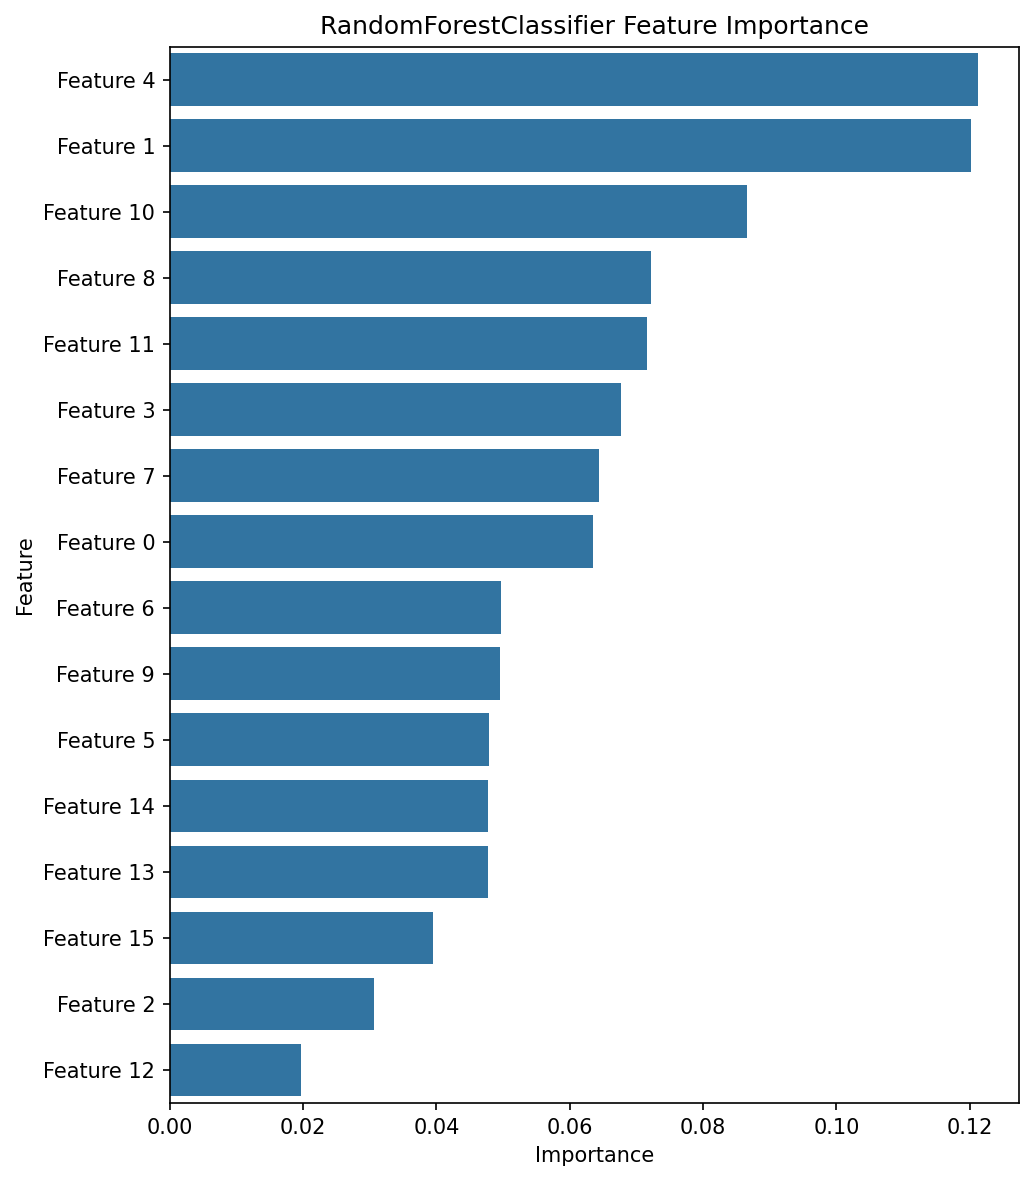 RandomForestClassifier Feature Importance
Feature 4
Feature 1
Feature 10
Feature 8
Feature 11
Feature 3
Feature 7
Feature 0
Feature 6
Feature 9
Feature 5
Feature 14
Feature 13
Feature 15
Feature 2
Feature 12
Feature
0.00 0.02 0.04 0.06 0.08 0.10 0.12
Importance